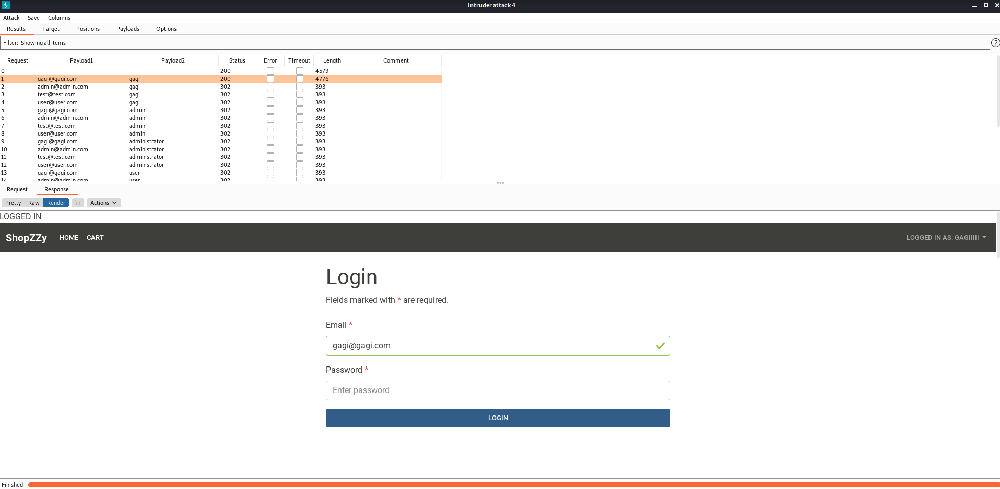 Intruder attack 4
Attack Save Columns
Results Target Positions Payloads Options
Filter: Showing all items
?
Request Payload1 Payload2 Status Error Timeout Length Comment
0 200 4579
1 gagi@gagi.com gagi 200 4776
2 admin@admin.com gagi 302 393
3 test@test.com gagi 302 393
4 user@user.com gagi 302 393
5 gagi@gagi.com admin 302 393
6 admin@admin.com admin 302 393
7 test@test.com admin 302 393
8 user@user.com admin 302 393
9 gagi@gagi.com administrator 302 393
10 admin@admin.com administrator 302 393
11 test@test.com administrator 302 393
12 user@user.com administrator 302 393
13 gagi@gagi.com user 302 393
14 admin@admin.com user 302 393
Request Response
Pretty Raw Render \n Actions
LOGGED IN
ShopZZy HOME CART LOGGED IN AS: GAGIIIII
Login
Fields marked with * are required.
Email *
gagi@gagi.com
Password *
Enter password
LOGIN
Finished